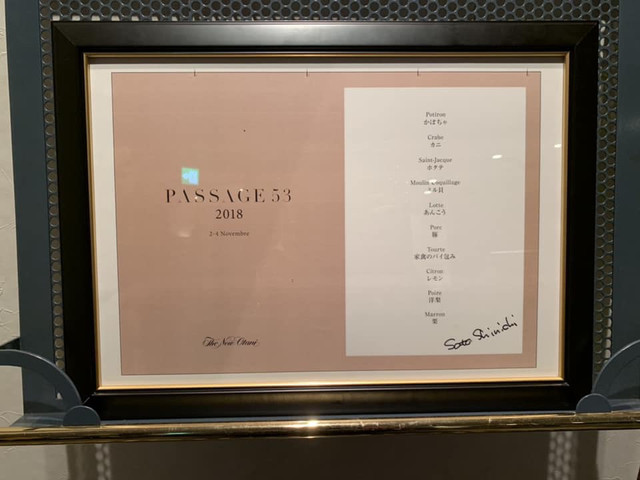 PASSAGE 53
2018
2-4 Novembre
The New Otani
Potiron
かぼちゃ
Crabe
カニ
Saint-Jacque
ホタテ
Moulin Coquillage
ムル貝
Lotte
あんこう
Porc
豚
Tourte
家禽のパイ包み
Citron
レモン
Poire
洋梨
Marron
栗
Sato Shinichi